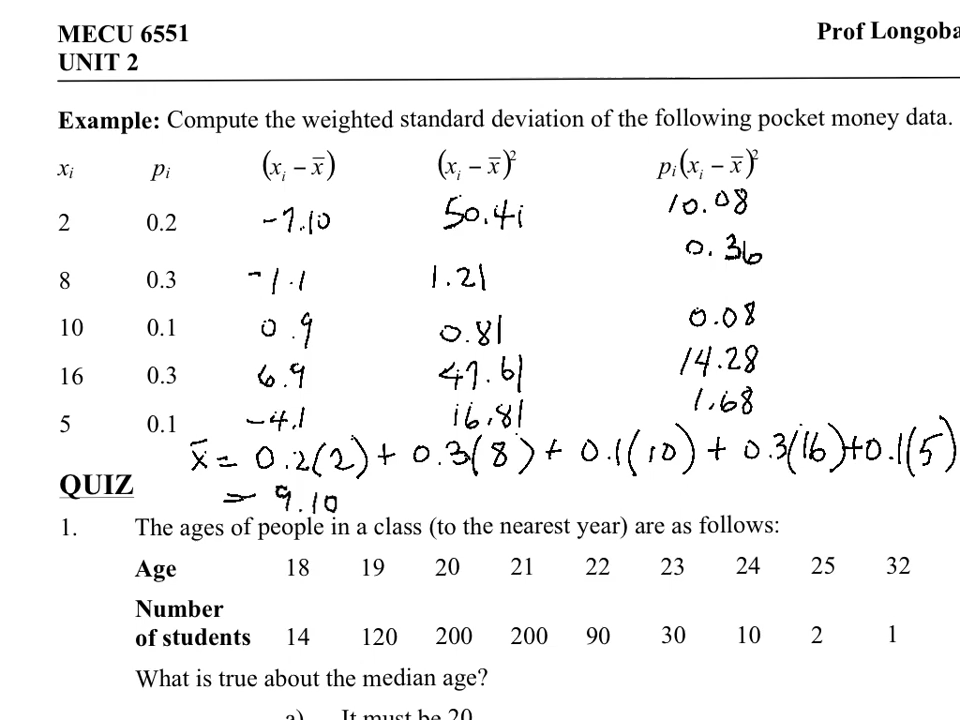 MECU 6551 Prof Longoba
UNIT 2
Example: Compute the weighted standard deviation of the following pocket money data.
xᵢ pᵢ (xᵢ − x̄) (xᵢ − x̄)² pᵢ(xᵢ − x̄)²
2 0.2 -7.10 50.41 10.08
8 0.3 -1.1 1.21 0.36
10 0.1 0.9 0.81 0.08
16 0.3 6.9 47.61 14.28
5 0.1 -4.1 16.81 1.68
x̄ = 0.2(2) + 0.3(8) + 0.1(10) + 0.3(16)+0.1(5)
= 9.10
QUIZ
1. The ages of people in a class (to the nearest year) are as follows:
Age 18 19 20 21 22 23 24 25 32
Number
of students 14 120 200 200 90 30 10 2 1
What is true about the median age?
a) It must be 20